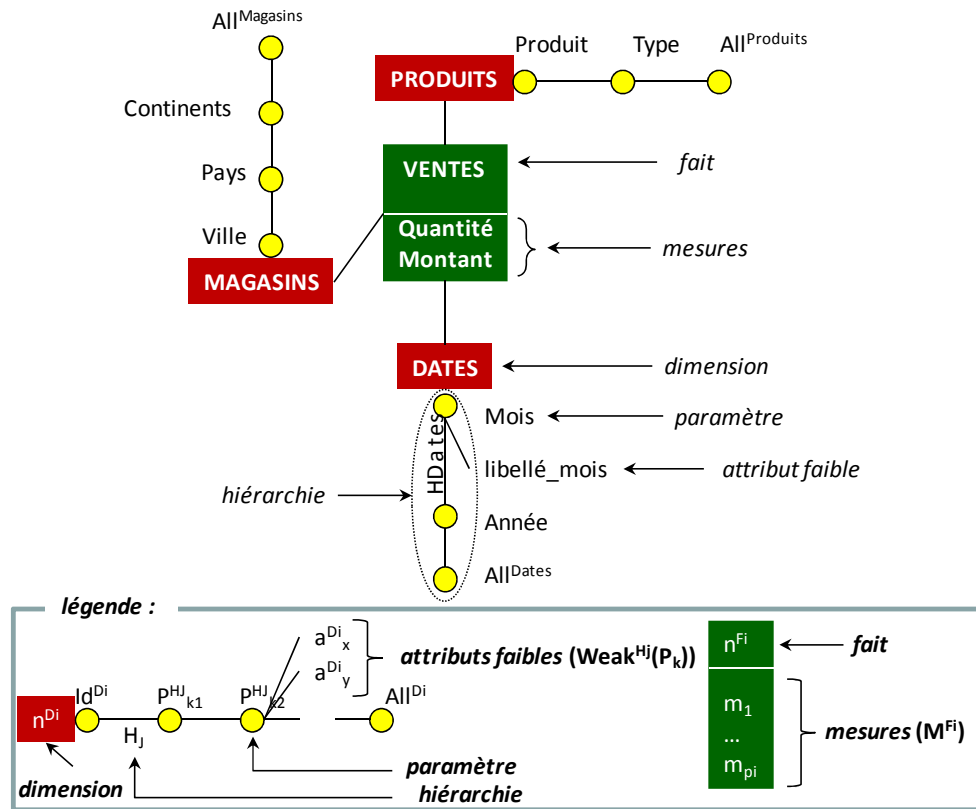 All^Magasins
Continents
Pays
Ville
MAGASINS
Produit Type All^Produits
PRODUITS
VENTES
fait
Quantité
Montant
mesures
DATES
dimension
HDates
Mois
paramètre
libellé_mois
attribut faible
hiérarchie
Année
All^Dates
légende :
a^Di_x
a^Di_y
attributs faibles (Weak^Hj(P_k))
n^Di
Id^Di
P^HJ_k1
P^HJ_k2
All^Di
H_J
paramètre
dimension
hiérarchie
n^Fi
fait
m_1
...
m_pi
mesures (M^Fi)